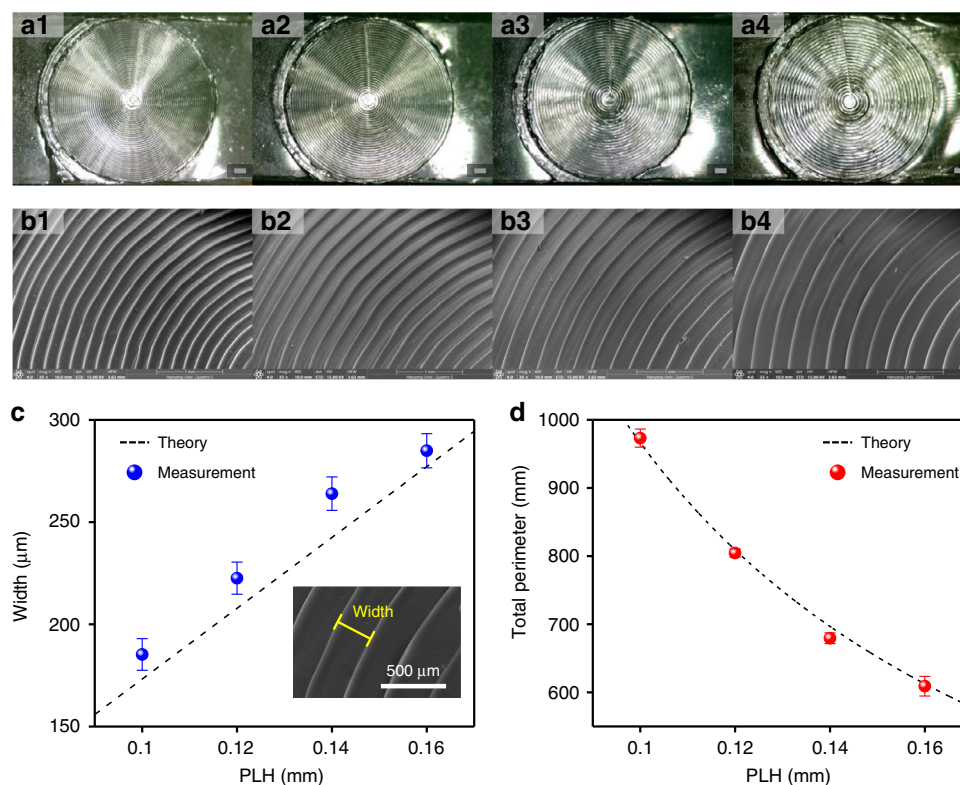 a1 a2 a3 a4
b1 b2 b3 b4
c
300
250
200
150
Width (μm)
Theory
Measurement
Width
500 μm
0.1 0.12 0.14 0.16
PLH (mm)
d
1000
900
800
700
600
Total perimeter (mm)
Theory
Measurement
0.1 0.12 0.14 0.16
PLH (mm)